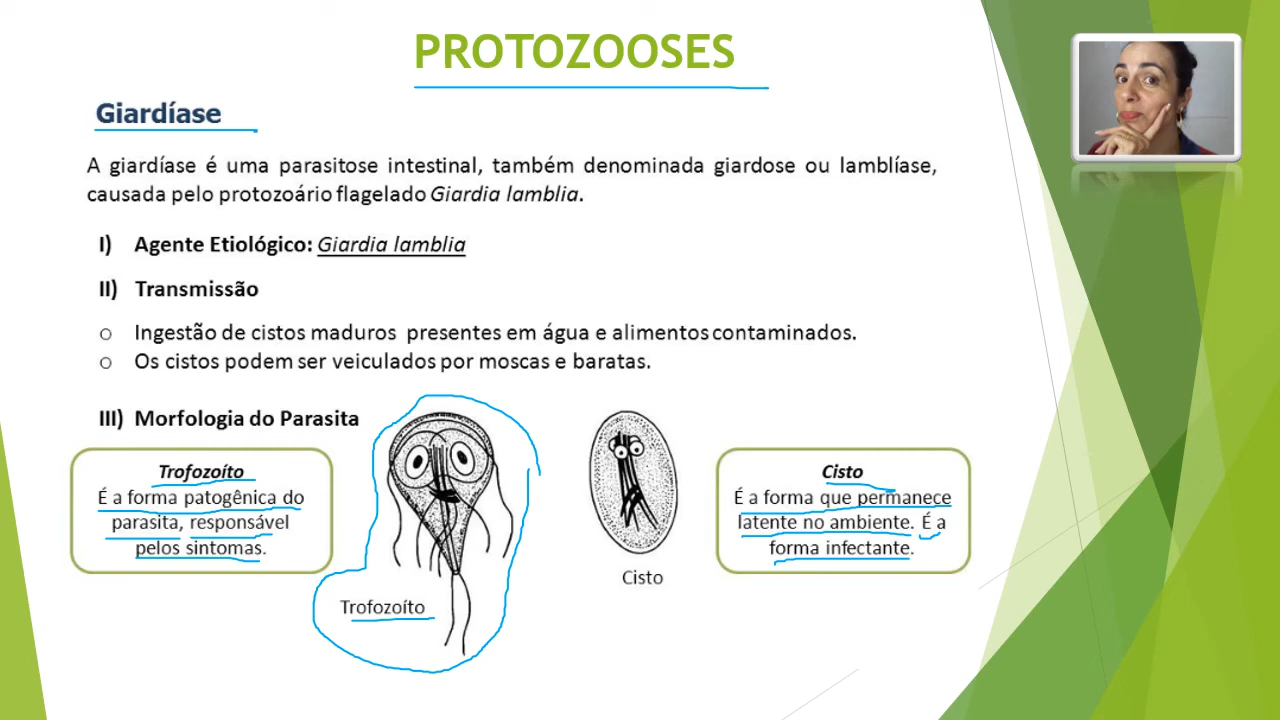 PROTOZOOSES
Giardíase
A giardíase é uma parasitose intestinal, também denominada giardose ou lamblíase,
causada pelo protozoário flagelado Giardia lamblia.
I) Agente Etiológico: Giardia lamblia
II) Transmissão
o Ingestão de cistos maduros presentes em água e alimentos contaminados.
o Os cistos podem ser veiculados por moscas e baratas.
III) Morfologia do Parasita
Trofozoíto
É a forma patogênica do
parasita, responsável
pelos sintomas.
Trofozoíto
Cisto
Cisto
É a forma que permanece
latente no ambiente. É a
forma infectante.